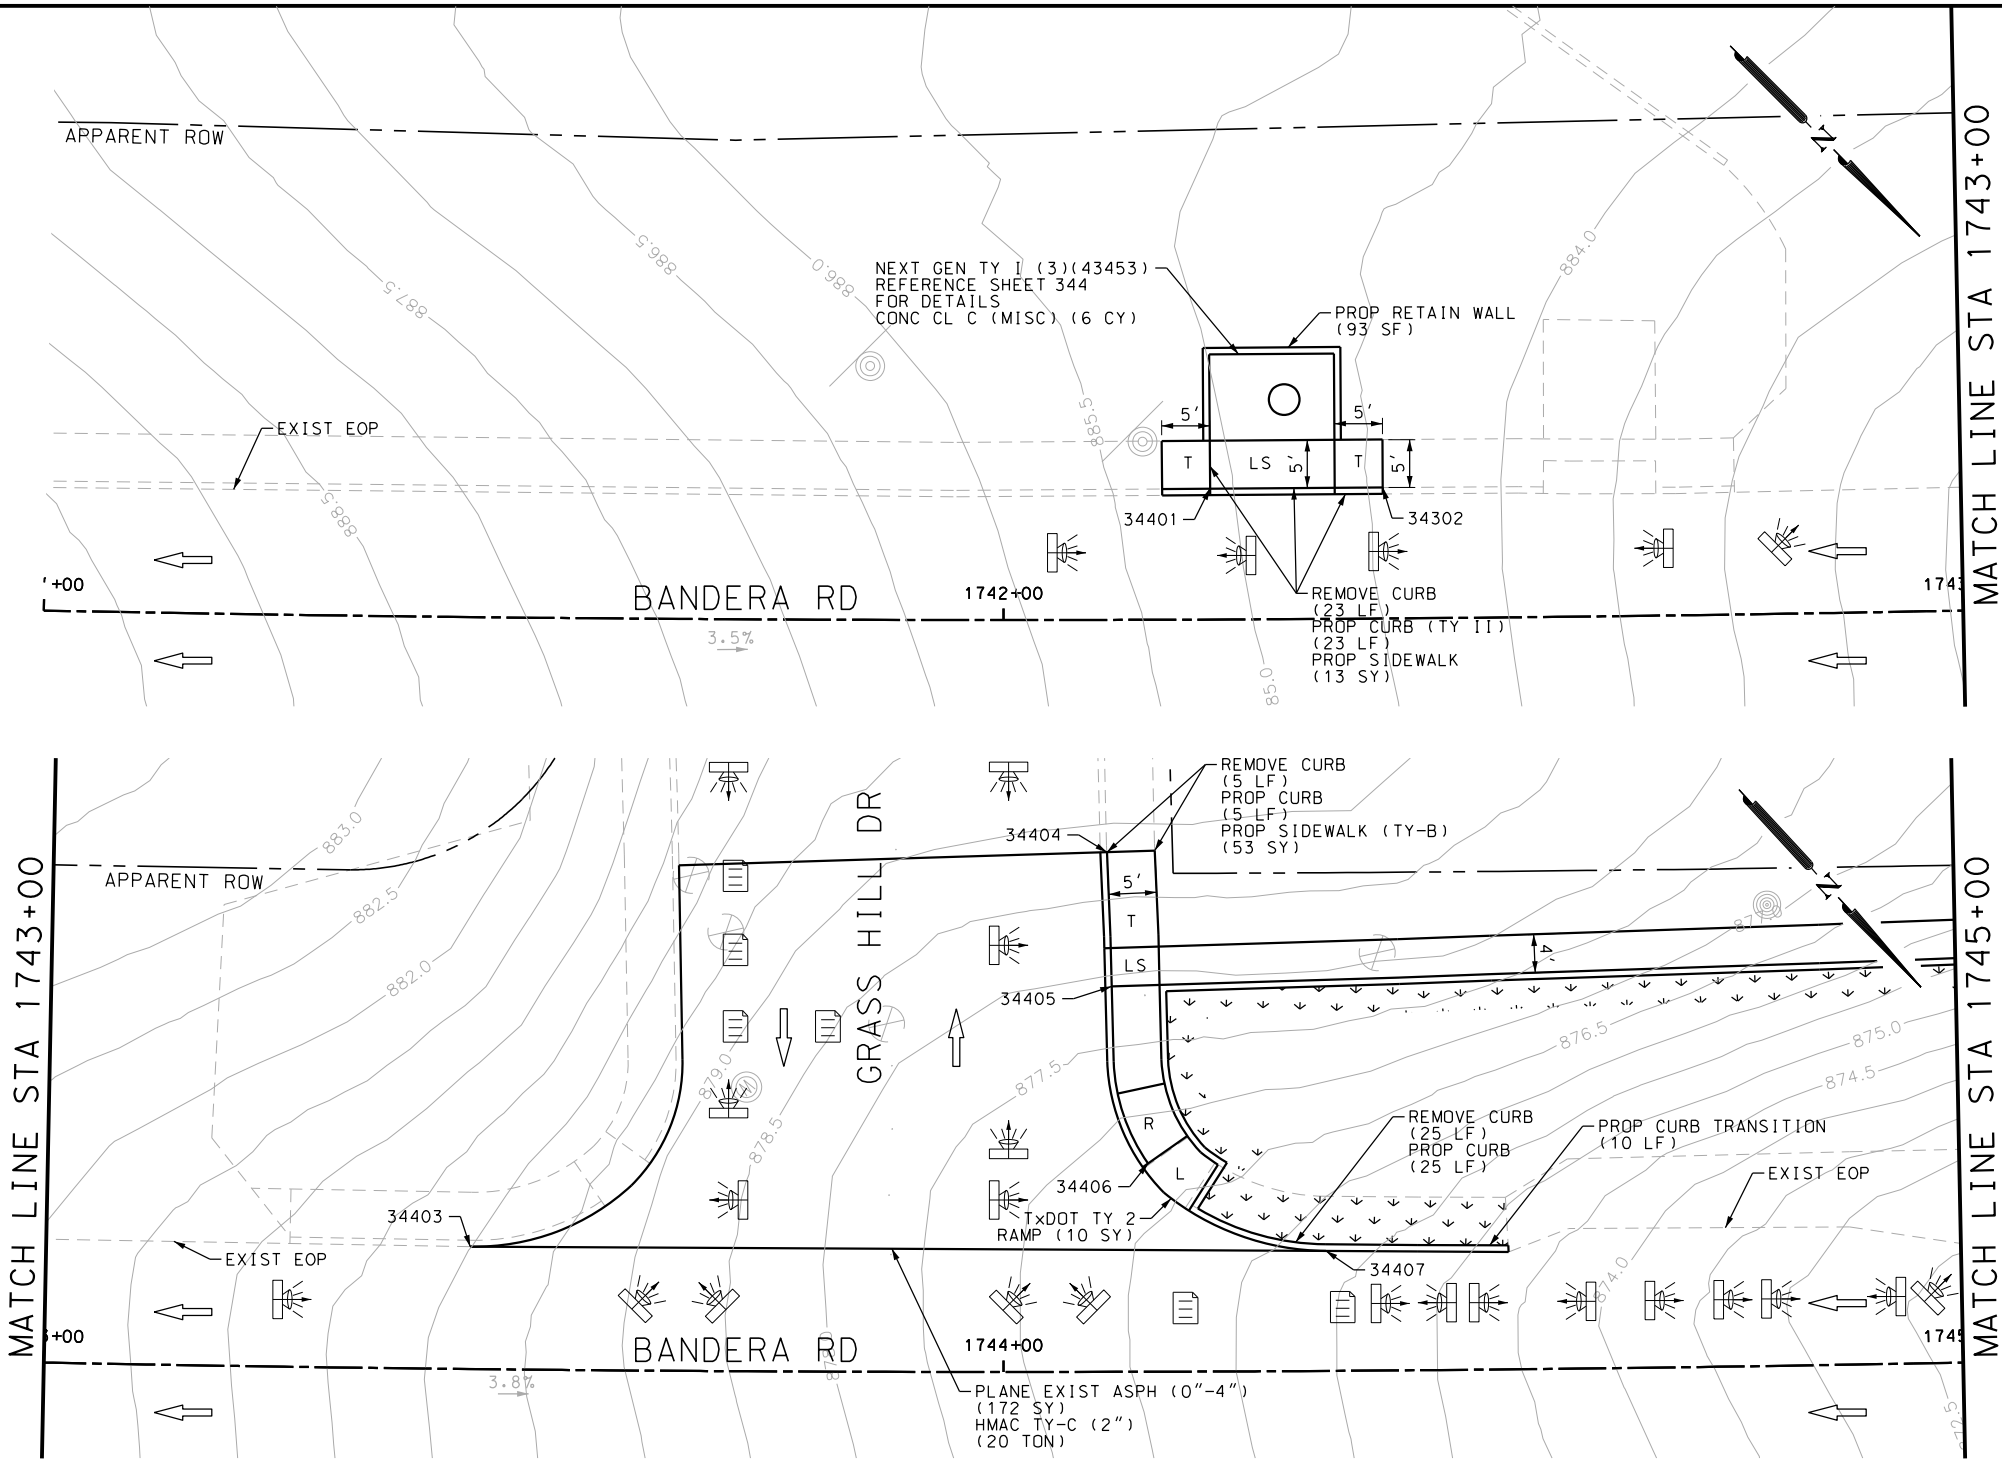 APPARENT ROW
N
MATCH LINE STA 1743+00
886.5
886.0
887.5
884.0
NEXT GEN TY I (3)(43453)
REFERENCE SHEET 344
FOR DETAILS
CONC CL C (MISC) (6 CY)
PROP RETAIN WALL
(93 SF)
EXIST EOP
885.5
888.5
5'
5'
T
LS
5'
T
5'
34401
34302
+00
BANDERA RD
1742+00
REMOVE CURB
(23 LF)
PROP CURB (TY II)
(23 LF)
PROP SIDEWALK
(13 SY)
3.5%
85.0
MATCH LINE STA 1743+00
883.0
APPARENT ROW
882.5
882.0
GRASS HILL DR
REMOVE CURB
(5 LF)
PROP CURB
(5 LF)
PROP SIDEWALK (TY-B)
(53 SY)
34404
5'
T
LS
34405
4'
N
MATCH LINE STA 1745+00
879.0
878.5
877.5
876.5
875.0
874.5
R
L
34406
TxDOT TY 2
RAMP (10 SY)
REMOVE CURB
(25 LF)
PROP CURB
(25 LF)
PROP CURB TRANSITION
(10 LF)
EXIST EOP
34403
EXIST EOP
34407
874.0
+00
BANDERA RD
1744+00
3.8%
PLANE EXIST ASPH (0"-4")
(172 SY)
HMAC TY-C (2")
(20 TON)